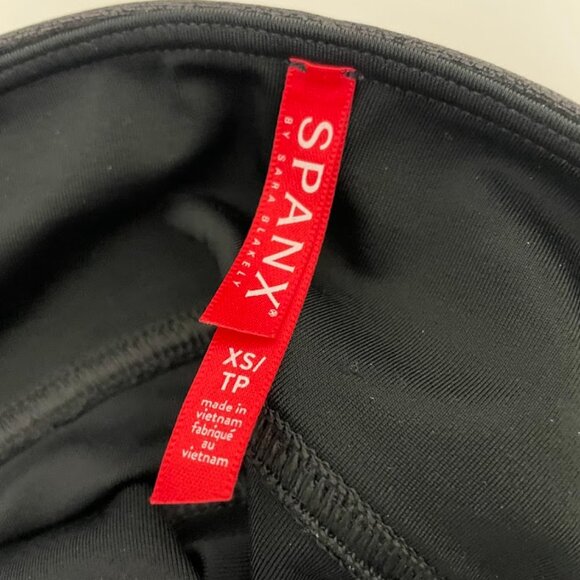 SPANX®
BY SARA BLAKELY
XS/
TP
made in
vietnam
fabriqué
au
vietnam